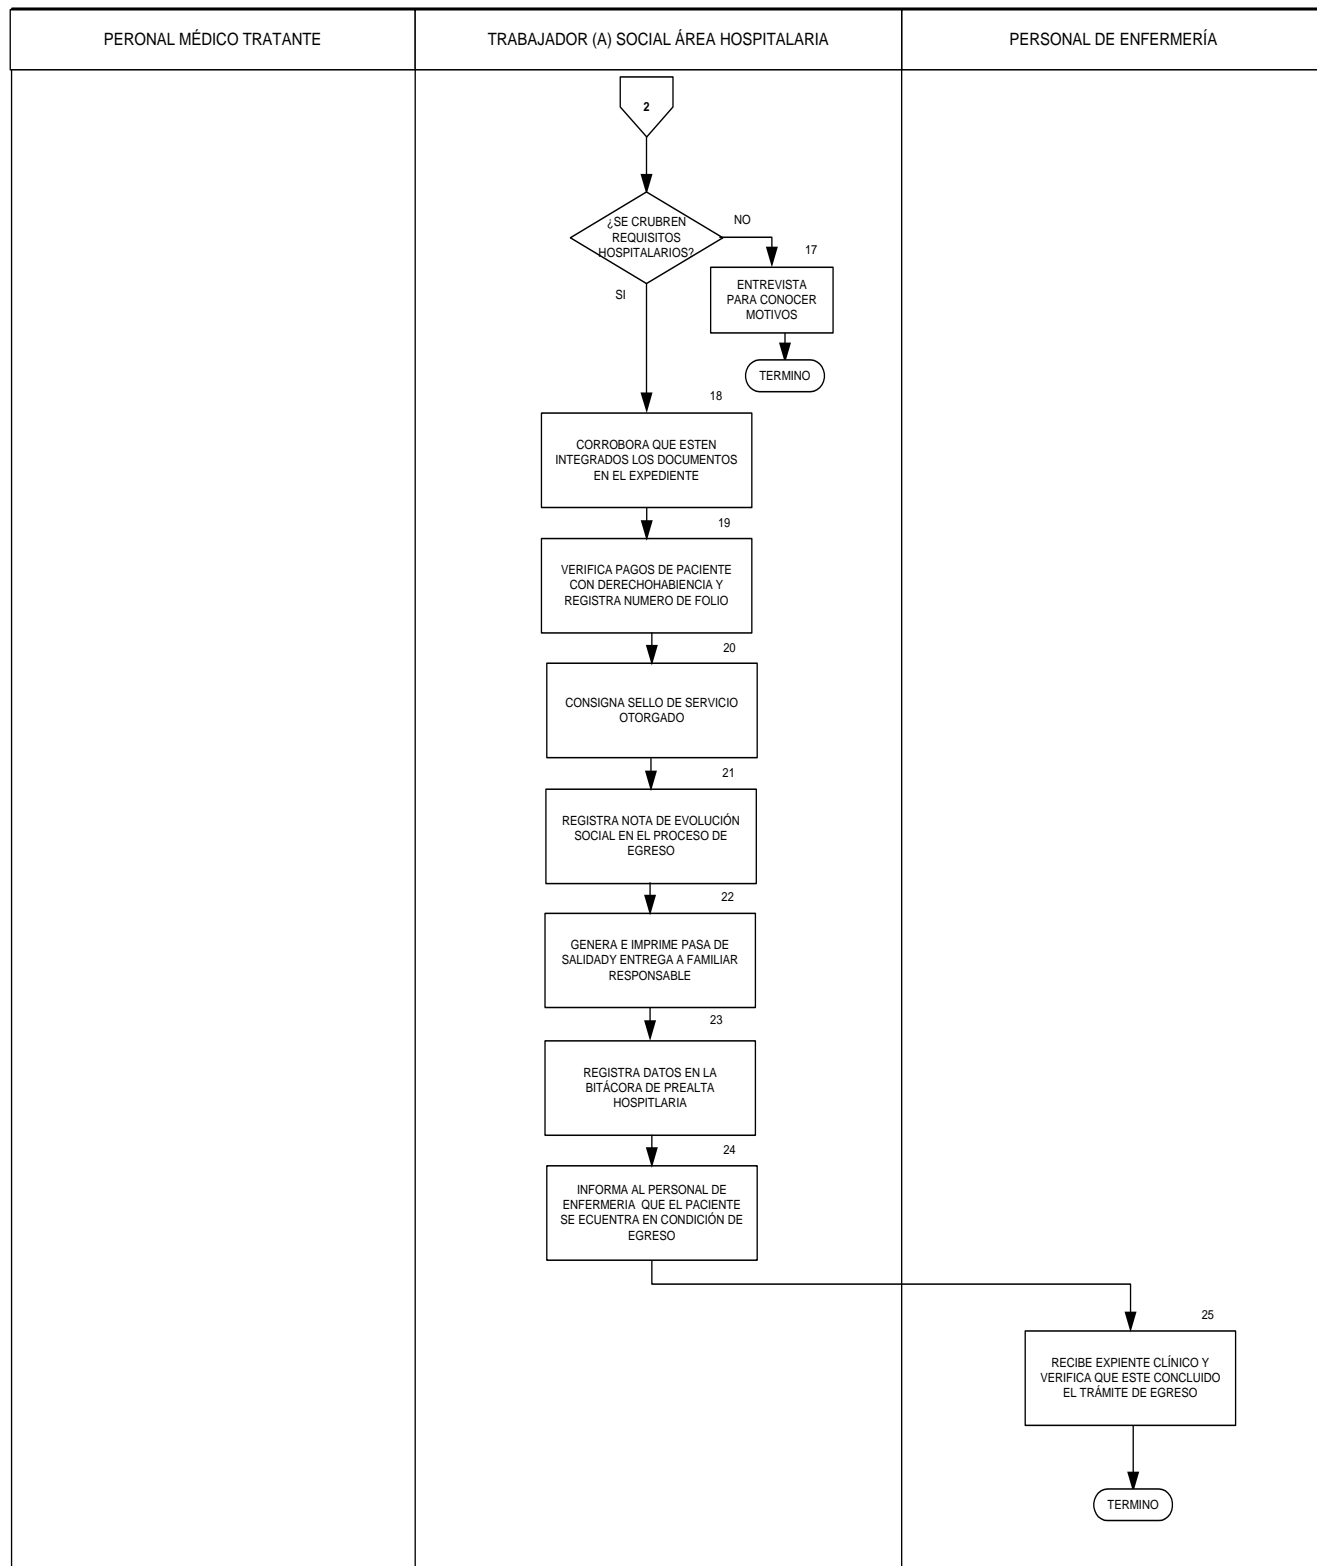 PERONAL MÉDICO TRATANTE
TRABAJADOR (A) SOCIAL ÁREA HOSPITALARIA
PERSONAL DE ENFERMERÍA
2
¿SE CRUBREN
REQUISITOS
HOSPITALARIOS?
NO
SI
17
ENTREVISTA
PARA CONOCER
MOTIVOS
TERMINO
18
CORROBORA QUE ESTEN
INTEGRADOS LOS DOCUMENTOS
EN EL EXPEDIENTE
19
VERIFICA PAGOS DE PACIENTE
CON DERECHOHABIENCIA Y
REGISTRA NUMERO DE FOLIO
20
CONSIGNA SELLO DE SERVICIO
OTORGADO
21
REGISTRA NOTA DE EVOLUCIÓN
SOCIAL EN EL PROCESO DE
EGRESO
22
GENERA E IMPRIME PASA DE
SALIDADY ENTREGA A FAMILIAR
RESPONSABLE
23
REGISTRA DATOS EN LA
BITÁCORA DE PREALTA
HOSPITLARIA
24
INFORMA AL PERSONAL DE
ENFERMERIA QUE EL PACIENTE
SE ECUENTRA EN CONDICIÓN DE
EGRESO
25
RECIBE EXPIENTE CLÍNICO Y
VERIFICA QUE ESTE CONCLUIDO
EL TRÁMITE DE EGRESO
TERMINO